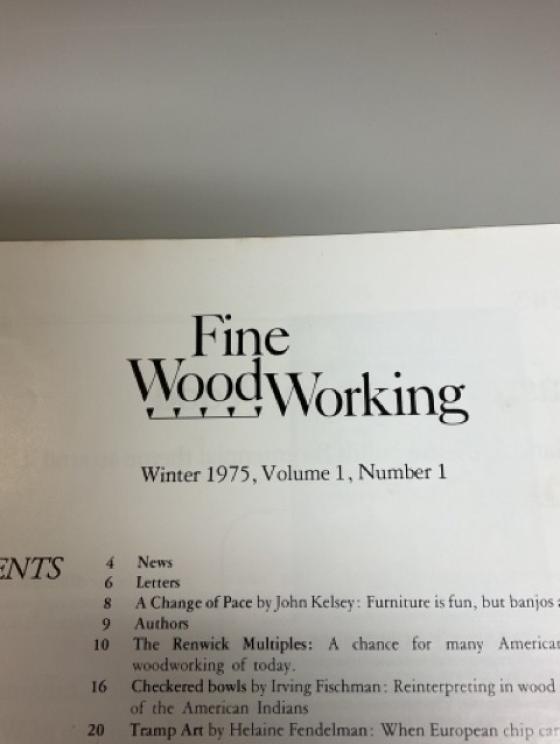 Fine
WoodWorking
Winter 1975, Volume 1, Number 1
ENTS
4 News
6 Letters
8 A Change of Pace by John Kelsey: Furniture is fun, but banjos
9 Authors
10 The Renwick Multiples: A chance for many American
woodworking of today.
16 Checkered bowls by Irving Fischman: Reinterpreting in wood
of the American Indians
20 Tramp Art by Helaine Fendelman: When European chip